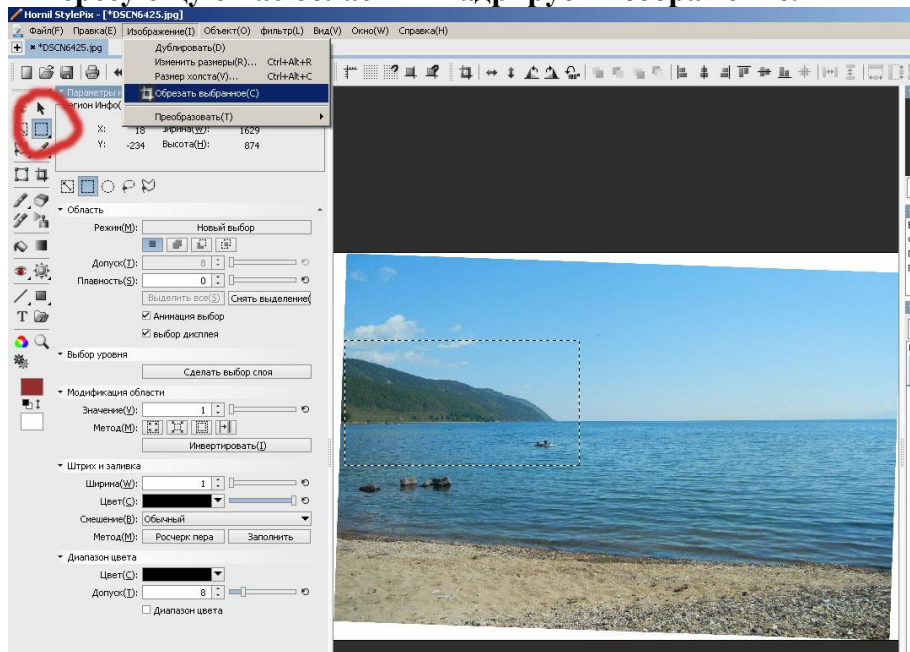 Hornil StylePix - [*DSCN6425.jpg]
Файл(F) Правка(E) Изображение(I) Объект(O) фильтр(L) Вид(V) Окно(W) Справка(H)
*DSCN6425.jpg
Дублировать(D)
Изменить размеры(R)... Ctrl+Alt+R
Размер холста(V)... Ctrl+Alt+C
Обрезать выбранное(C)
Преобразовать(T)
Параметры
Регион Инфо(
X: 18 Ширина(W): 1629
Y: -234 Высота(H): 874
Область
Режим(M): Новый выбор
Допуск(T): 8
Плавность(S): 0
Выделить все(S) Снять выделение(
Анимация выбор
выбор дисплея
Выбор уровня
Сделать выбор слоя
Модификация области
Значение(V): 1
Метод(M):
Инвертировать(I)
Штрих и заливка
Ширина(W): 1
Цвет(C):
Смешение(B): Обычный
Метод(M): Росчерк пера Заполнить
Диапазон цвета
Цвет(C):
Допуск(T): 8
Диапазон цвета